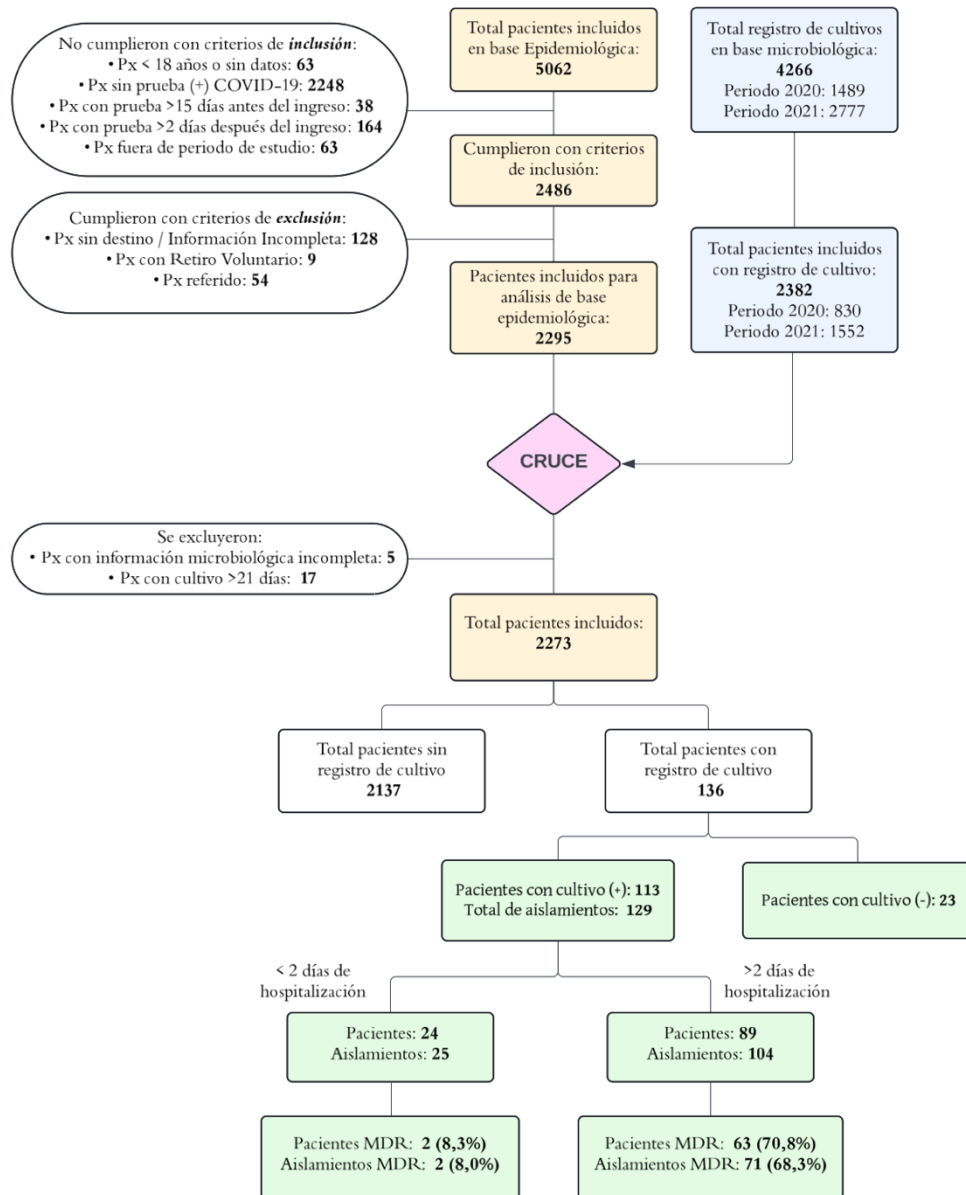 No cumplieron con criterios de inclusión:
• Px < 18 años o sin datos: 63
• Px sin prueba (+) COVID-19: 2248
• Px con prueba >15 días antes del ingreso: 38
• Px con prueba >2 días después del ingreso: 164
• Px fuera de periodo de estudio: 63
Total pacientes incluidos
en base Epidemiológica:
5062
Total registro de cultivos
en base microbiológica:
4266
Periodo 2020: 1489
Periodo 2021: 2777
Cumplieron con criterios
de inclusión:
2486
Cumplieron con criterios de exclusión:
• Px sin destino / Información Incompleta: 128
• Px con Retiro Voluntario: 9
• Px referido: 54
Pacientes incluidos para
análisis de base
epidemiológica:
2295
Total pacientes incluidos
con registro de cultivo:
2382
Periodo 2020: 830
Periodo 2021: 1552
CRUCE
Se excluyeron:
• Px con información microbiológica incompleta: 5
• Px con cultivo >21 días: 17
Total pacientes incluidos:
2273
Total pacientes sin
registro de cultivo
2137
Total pacientes con
registro de cultivo
136
Pacientes con cultivo (+): 113
Total de aislamientos: 129
Pacientes con cultivo (-): 23
< 2 días de
hospitalización
>2 días de
hospitalización
Pacientes: 24
Aislamientos: 25
Pacientes: 89
Aislamientos: 104
Pacientes MDR: 2 (8,3%)
Aislamientos MDR: 2 (8,0%)
Pacientes MDR: 63 (70,8%)
Aislamientos MDR: 71 (68,3%)